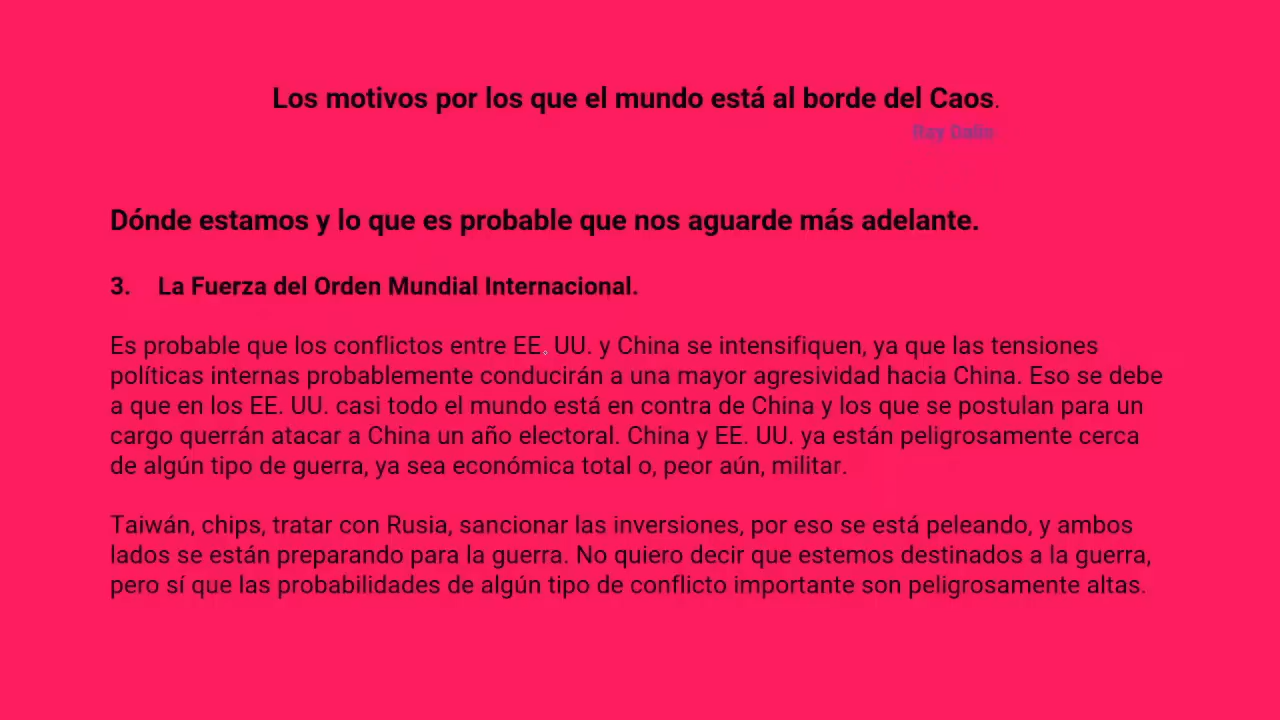 Los motivos por los que el mundo está al borde del Caos.
Ray Dalio
Dónde estamos y lo que es probable que nos aguarde más adelante.
3. La Fuerza del Orden Mundial Internacional.
Es probable que los conflictos entre EE. UU. y China se intensifiquen, ya que las tensiones
políticas internas probablemente conducirán a una mayor agresividad hacia China. Eso se debe
a que en los EE. UU. casi todo el mundo está en contra de China y los que se postulan para un
cargo querrán atacar a China un año electoral. China y EE. UU. ya están peligrosamente cerca
de algún tipo de guerra, ya sea económica total o, peor aún, militar.
Taiwán, chips, tratar con Rusia, sancionar las inversiones, por eso se está peleando, y ambos
lados se están preparando para la guerra. No quiero decir que estemos destinados a la guerra,
pero sí que las probabilidades de algún tipo de conflicto importante son peligrosamente altas.